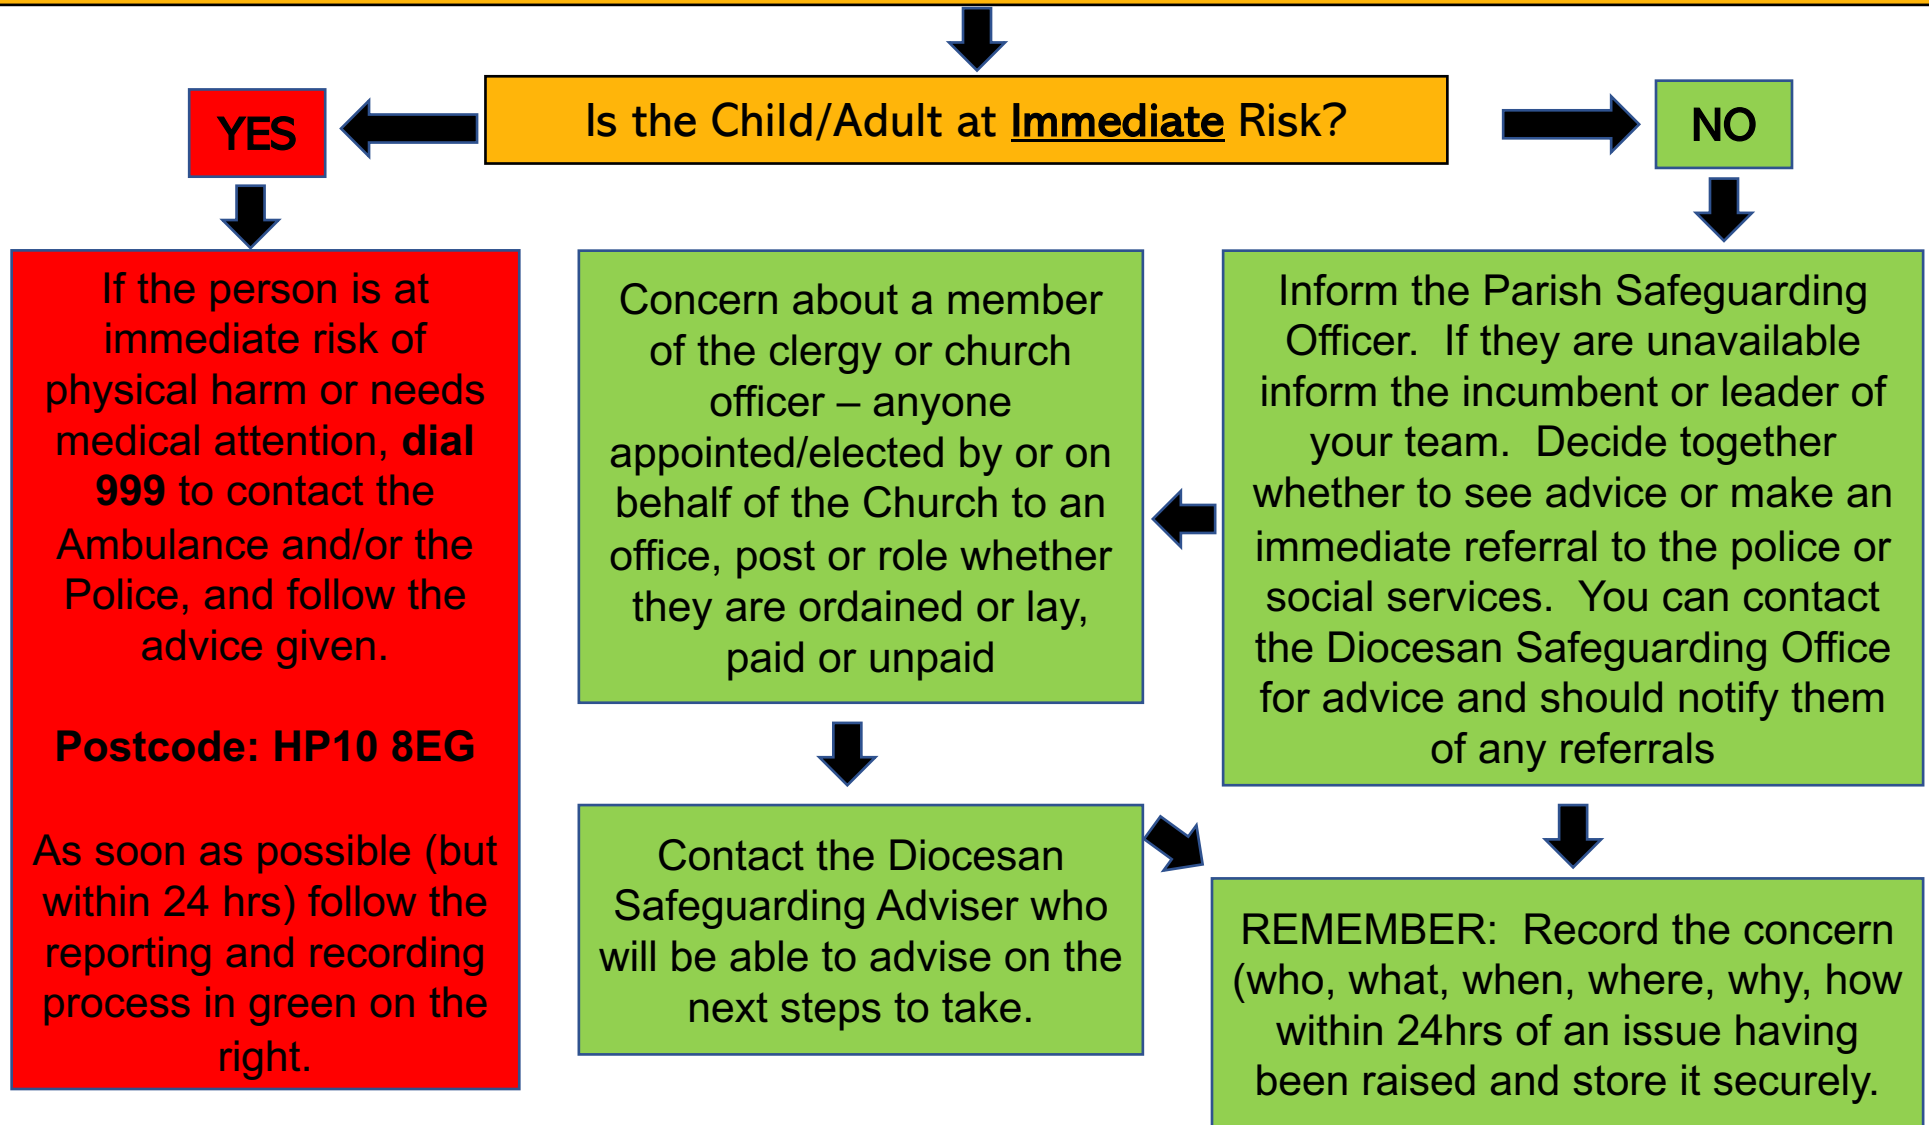 Is the Child/Adult at Immediate Risk?
YES
NO
If the person is at
immediate risk of
physical harm or needs
medical attention, dial
999 to contact the
Ambulance and/or the
Police, and follow the
advice given.
Postcode: HP10 8EG
As soon as possible (but
within 24 hrs) follow the
reporting and recording
process in green on the
right.
Concern about a member
of the clergy or church
officer – anyone
appointed/elected by or on
behalf of the Church to an
office, post or role whether
they are ordained or lay,
paid or unpaid
Inform the Parish Safeguarding
Officer.  If they are unavailable
inform the incumbent or leader of
your team.  Decide together
whether to see advice or make an
immediate referral to the police or
social services.  You can contact
the Diocesan Safeguarding Office
for advice and should notify them
of any referrals
Contact the Diocesan
Safeguarding Adviser who
will be able to advise on the
next steps to take.
REMEMBER:  Record the concern
(who, what, when, where, why, how
within 24hrs of an issue having
been raised and store it securely.